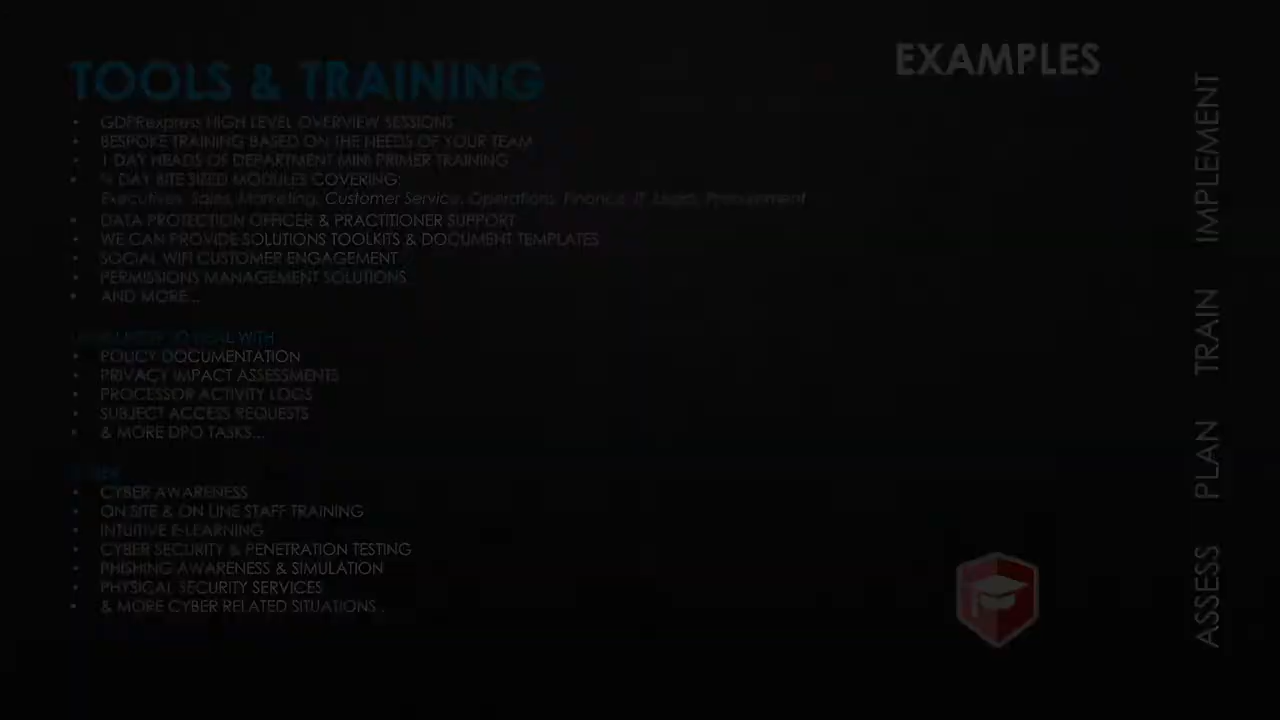 EXAMPLES
TOOLS & TRAINING
• GDPRexpress HIGH LEVEL OVERVIEW SESSIONS
• BESPOKE TRAINING BASED ON THE NEEDS OF YOUR TEAM
• 1 DAY HEADS OF DEPARTMENT MINI PRIMER TRAINING
• ½ DAY BITE SIZED MODULES COVERING:
Executives, Sales, Marketing, Customer Service, Operations, Finance, IT, Legal, Procurement
• DATA PROTECTION OFFICER & PRACTITIONER SUPPORT
• WE CAN PROVIDE SOLUTIONS TOOLKITS & DOCUMENT TEMPLATES
• SOCIAL WIFI CUSTOMER ENGAGEMENT
• PERMISSIONS MANAGEMENT SOLUTIONS
• AND MORE...
TO DEAL WITH
• POLICY DOCUMENTATION
• PRIVACY IMPACT ASSESSMENTS
• PROCESSOR ACTIVITY LOGS
• SUBJECT ACCESS REQUESTS
• & MORE DPO TASKS...
• CYBER AWARENESS
• ON SITE & ON LINE STAFF TRAINING
• INTUITIVE E-LEARNING
• CYBER SECURITY & PENETRATION TESTING
• PHISHING AWARENESS & SIMULATION
• PHYSICAL SECURITY SERVICES
• & MORE CYBER RELATED SITUATIONS .
ASSESS PLAN TRAIN IMPLEMENT